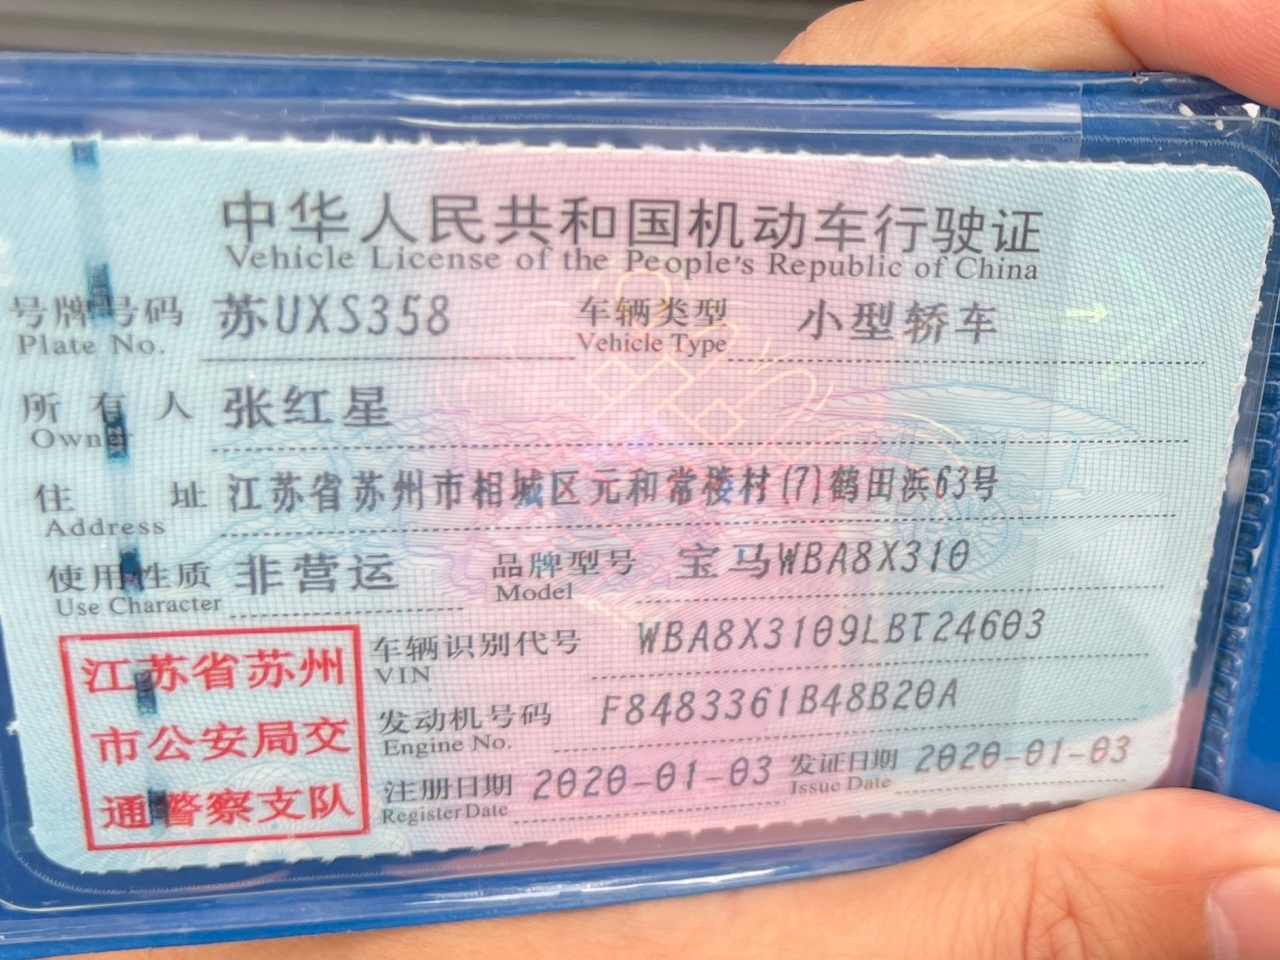 中华人民共和国机动车行驶证
Vehicle License of the People's Republic of China
号牌号码 苏UXS358 车辆类型 小型轿车
Plate No. Vehicle Type
所有人 张红星
Owner
住址 江苏省苏州市相城区元和常楼村(7)鹤田浜63号
Address
使用性质 非营运 品牌型号 宝马WBA8X310
Use Character Model
江苏省苏州
市公安局交
通警察支队
车辆识别代号 WBA8X3109LBT24603
VIN
发动机号码 F8483361B48B20A
Engine No.
注册日期 2020-01-03 发证日期 2020-01-03
Register Date Issue Date